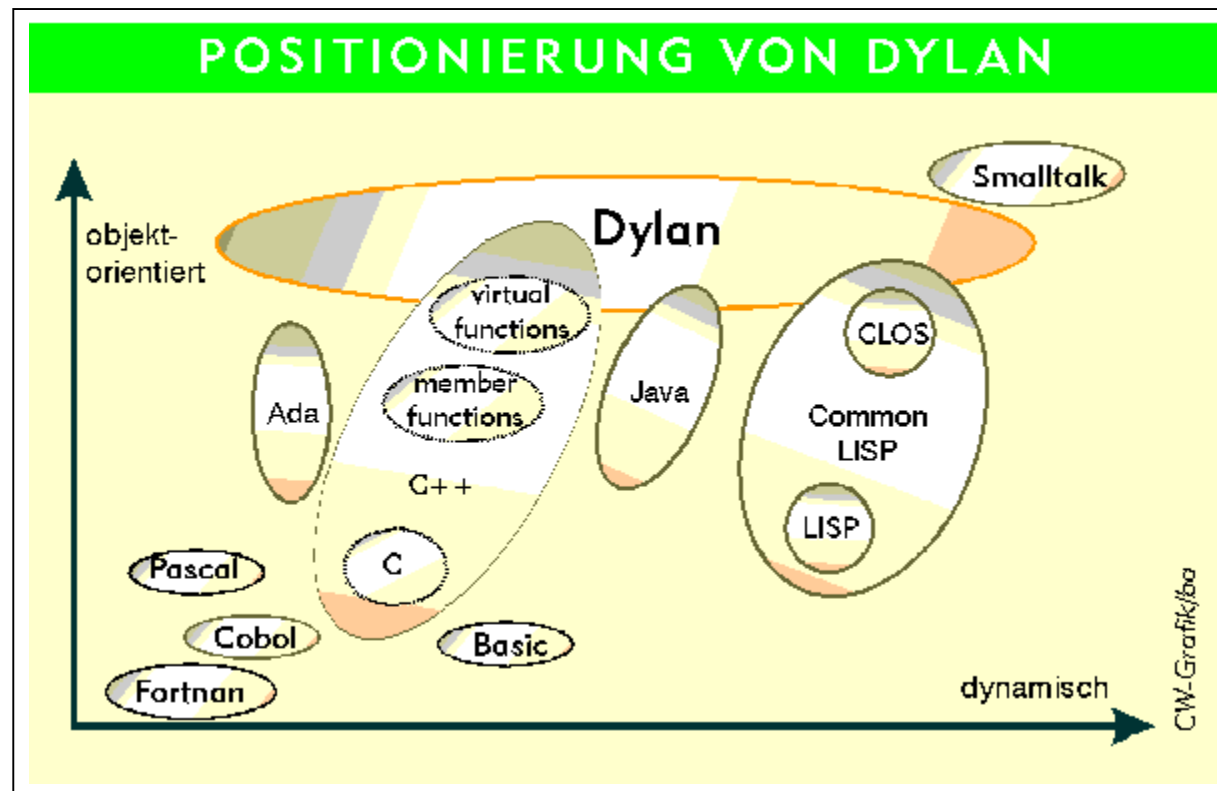 POSITIONIERUNG VON DYLAN
Smalltalk
objekt-
orientiert
Dylan
virtual
functions
CLOS
Ada
member
functions
Java
Common
LISP
C++
LISP
C
Pascal
Cobol
Basic
Fortnan
dynamisch
CW-Grafik/ba